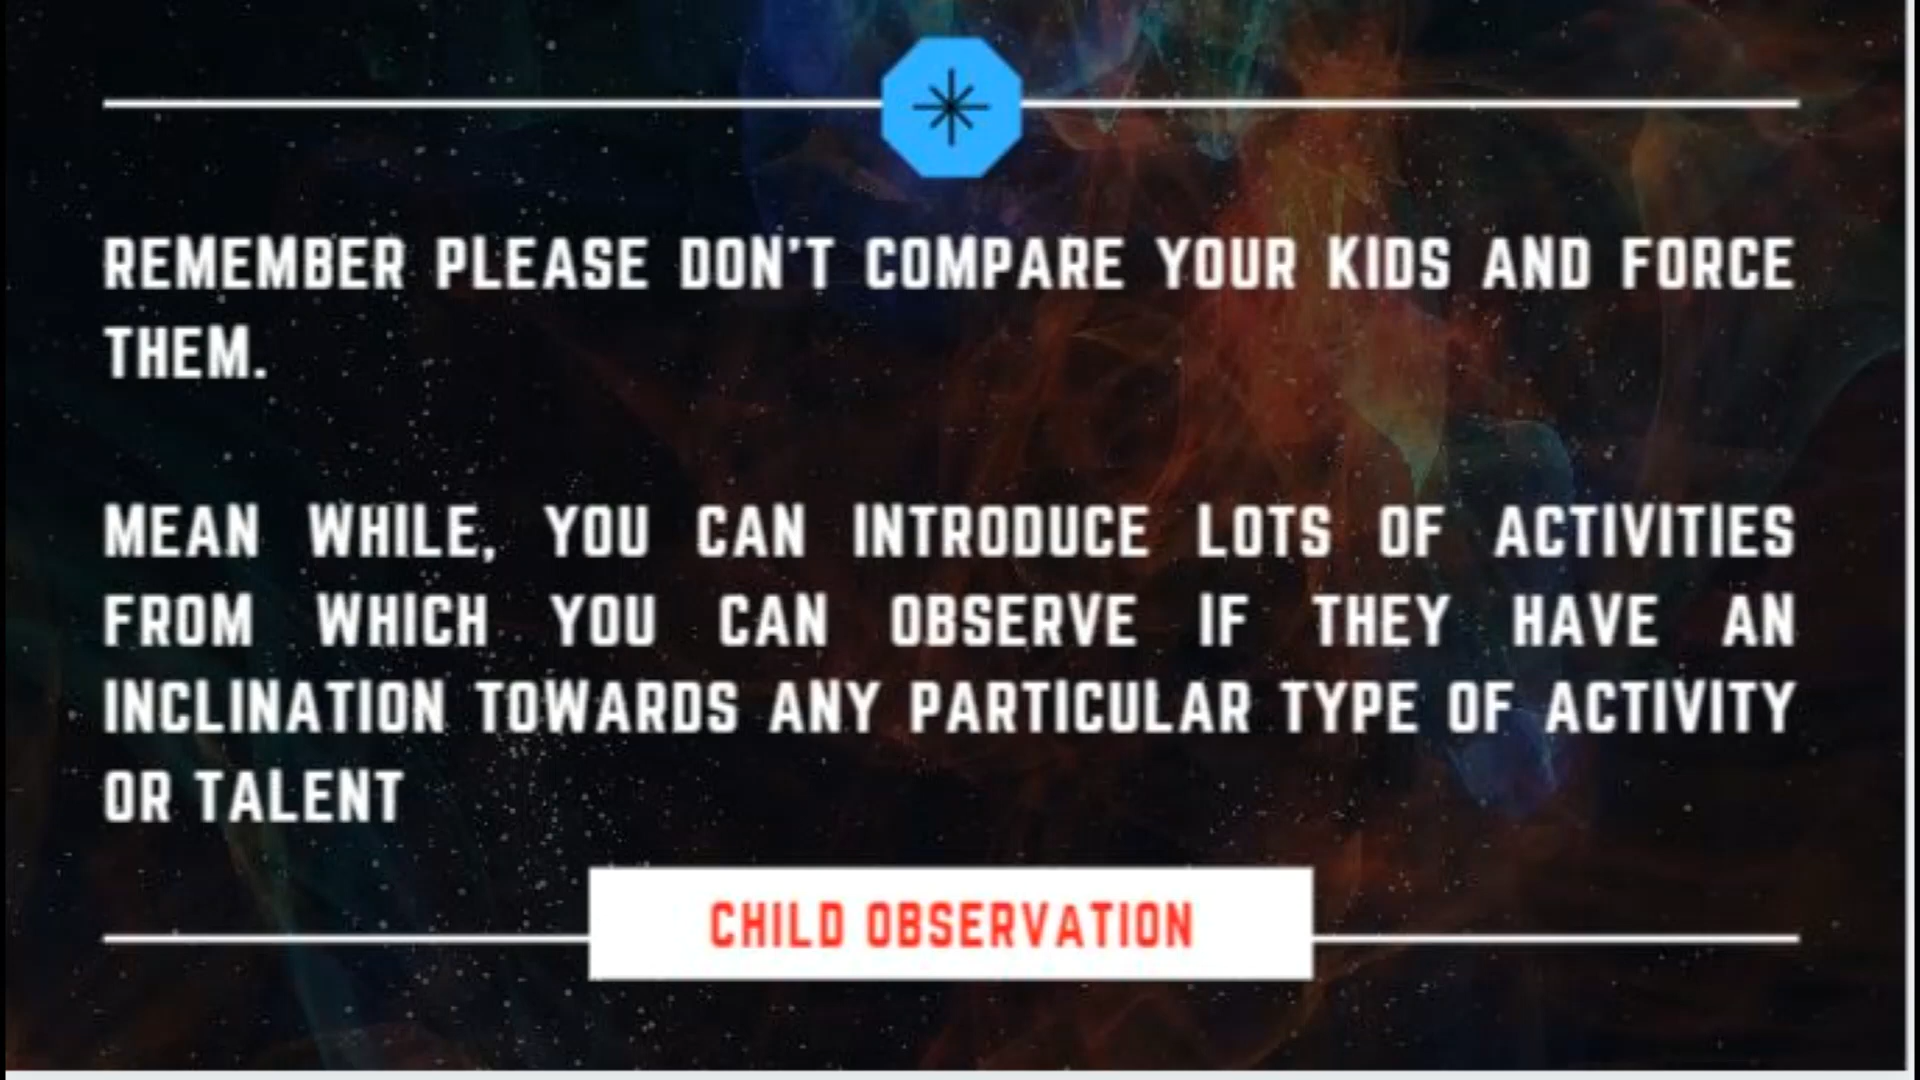 REMEMBER PLEASE DON'T COMPARE YOUR KIDS AND FORCE
THEM.
MEAN WHILE, YOU CAN INTRODUCE LOTS OF ACTIVITIES
FROM WHICH YOU CAN OBSERVE IF THEY HAVE AN
INCLINATION TOWARDS ANY PARTICULAR TYPE OF ACTIVITY
OR TALENT
CHILD OBSERVATION